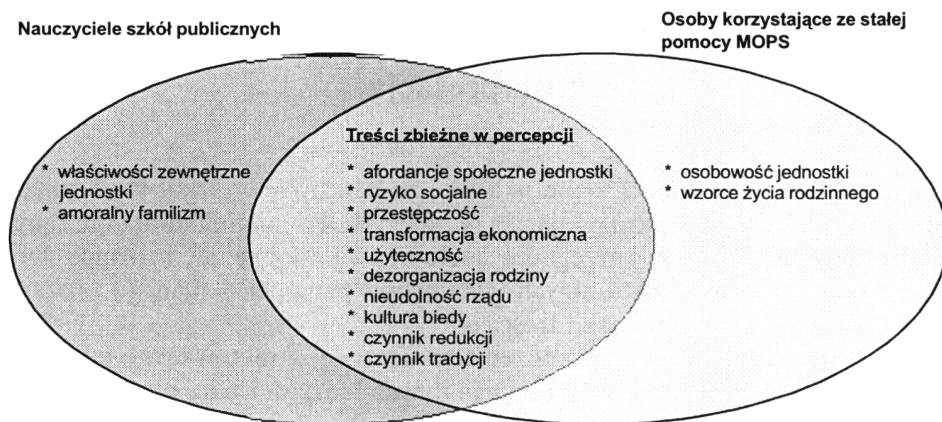 Nauczyciele szkół publicznych
Osoby korzystające ze stałej
pomocy MOPS
* właściwości zewnętrzne
jednostki
* amoralny familizm
Treści zbieżne w percepcji
* afordancje społeczne jednostki
* ryzyko socjalne
* przestępczość
* transformacja ekonomiczna
* użyteczność
* dezorganizacja rodziny
* nieudolność rządu
* kultura biedy
* czynnik redukcji
* czynnik tradycji
* osobowość jednostki
* wzorce życia rodzinnego